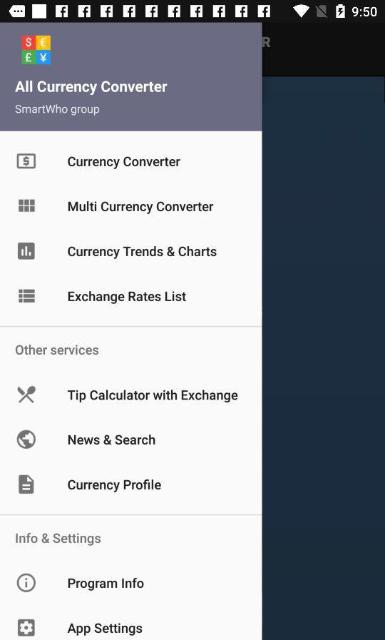 9:50
R
$ €
£ ¥
All Currency Converter
SmartWho group
Currency Converter
Multi Currency Converter
Currency Trends & Charts
Exchange Rates List
Other services
Tip Calculator with Exchange
News & Search
Currency Profile
Info & Settings
Program Info
App Settings